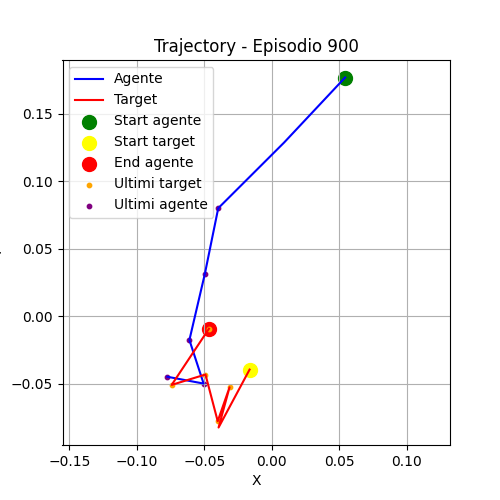 Trajectory - Episodio 900
Agente
Target
Start agente
Start target
End agente
Ultimi target
Ultimi agente
0.15
0.10
0.05
0.00
−0.05
−0.15
−0.10
−0.05
0.00
0.05
0.10
X